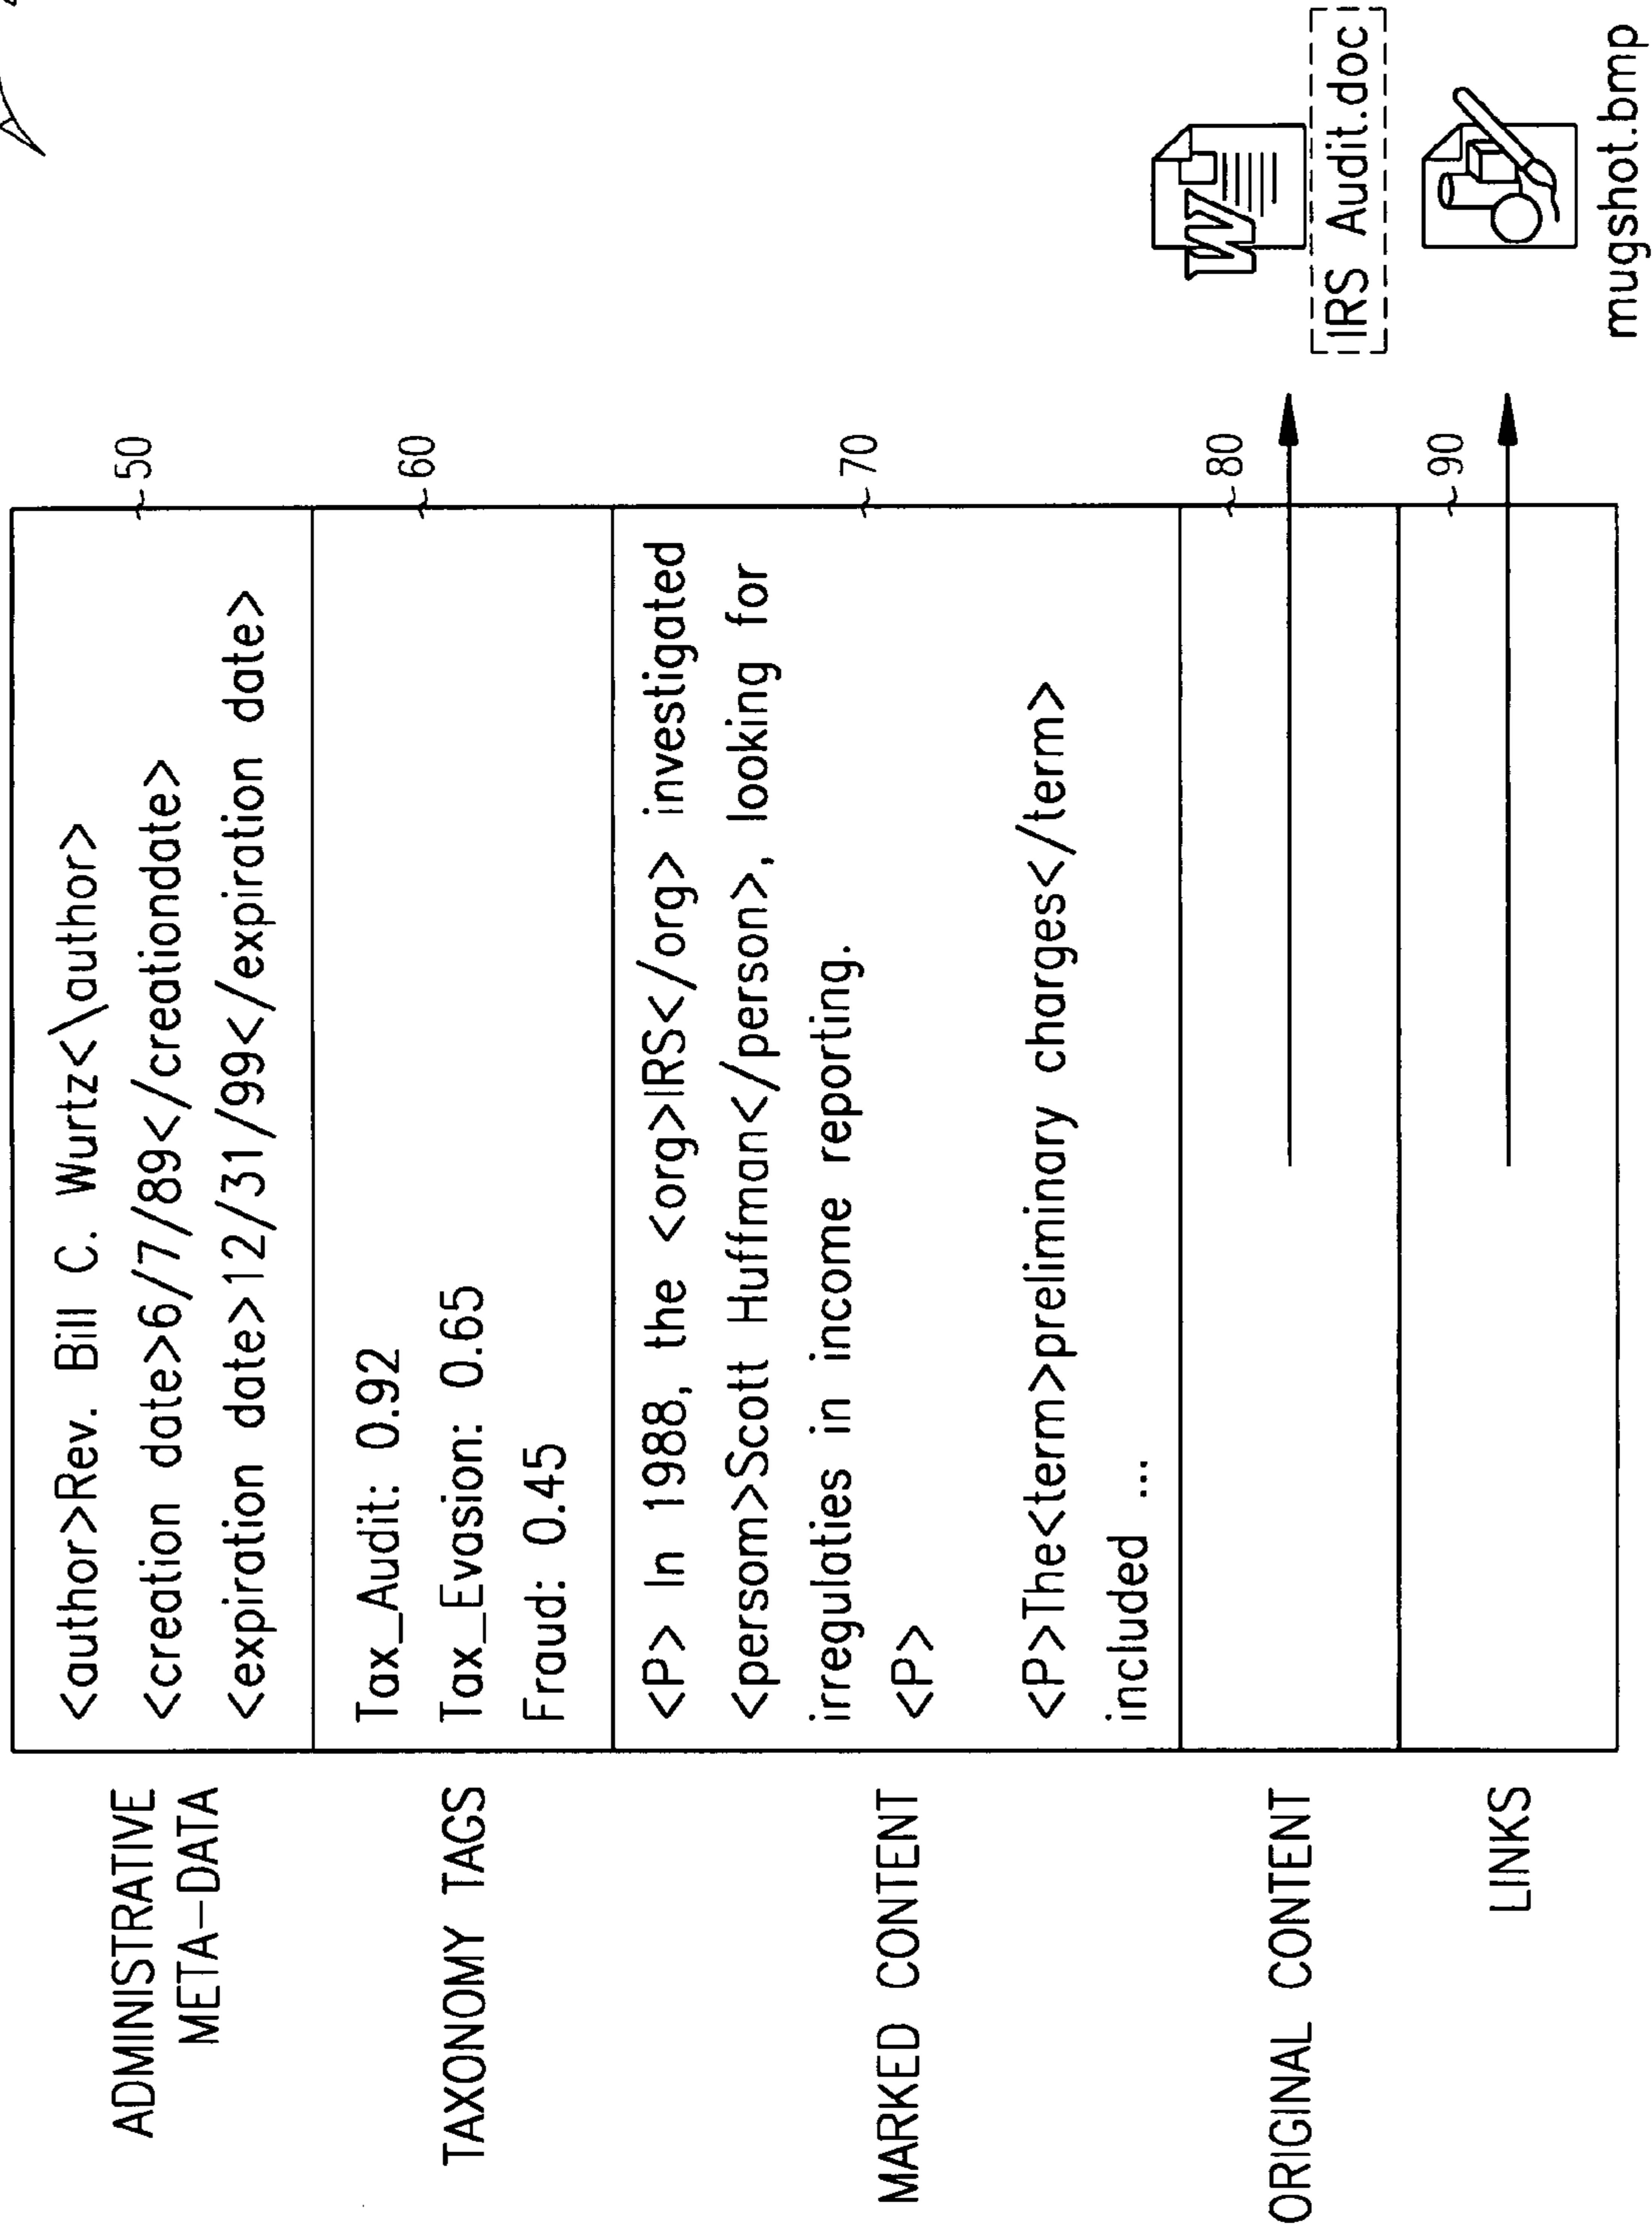 ADMINISTRATIVE
META-DATA
<author>Rev. Bill C. Wurtz<\author>
<creation date>6/7/89</creationdate>
<expiration date>12/31/99</expiration date>
50
TAXONOMY TAGS
Tax_Audit: 0.92
Tax_Evasion: 0.65
Fraud: 0.45
60
MARKED CONTENT
<P> In 1988, the <org>IRS</org> investigated
<persom>Scott Huffman</person>, looking for
irregulaties in income reporting.
<P>
<P>The<term>preliminary charges</term>
included ...
70
ORIGINAL CONTENT
80
W
IRS Audit.doc
LINKS
90
mugshot.bmp